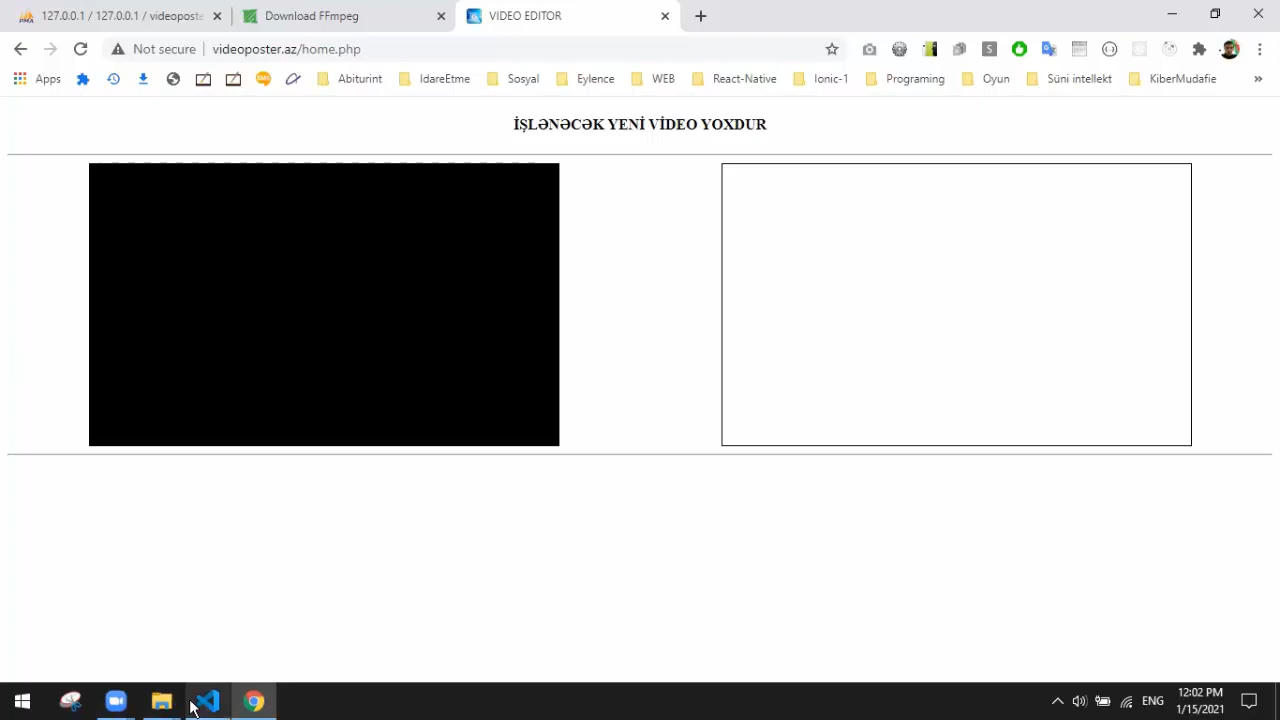 127.0.0.1 / 127.0.0.1 / videoposte
Download FFmpeg
VIDEO EDITOR
Not secure
videoposter.az/home.php
Apps
Abiturint
IdareEtme
Sosyal
Eylence
WEB
React-Native
Ionic-1
Programing
Oyun
Süni intellekt
KiberMudafie
İŞLƏNƏCƏK YENİ VİDEO YOXDUR
ENG
12:02 PM
1/15/2021